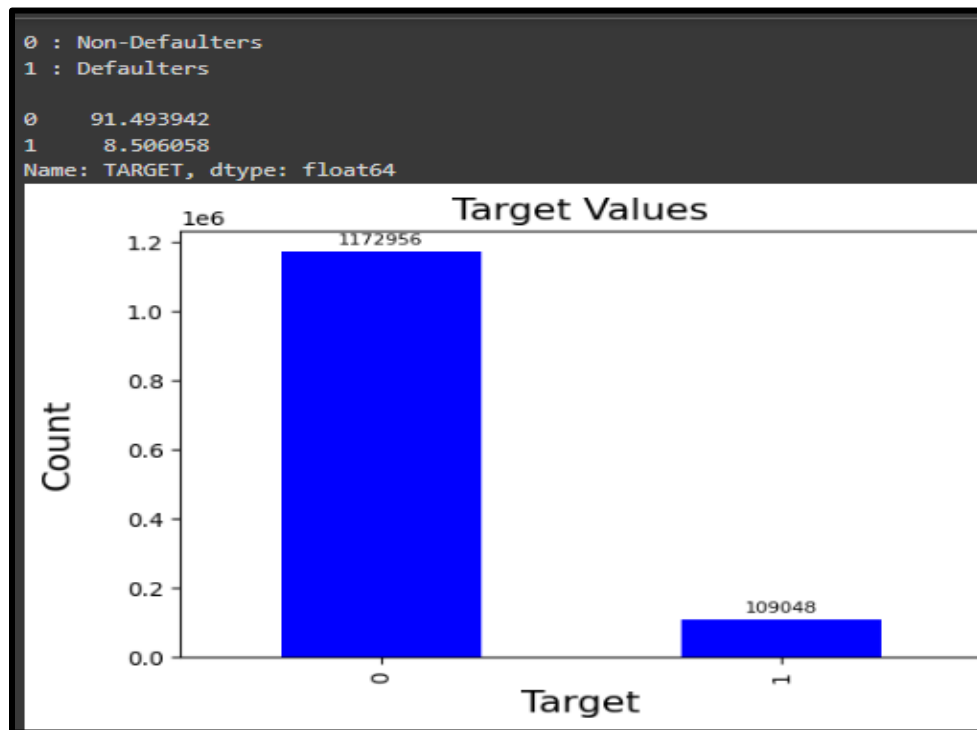 0 : Non-Defaulters
1 : Defaulters
0 91.493942
1 8.506058
Name: TARGET, dtype: float64
Target Values
1e6
1172956
1.2
1.0
0.8
0.6
0.4
0.2
0.0
109048
Count
0
1
Target